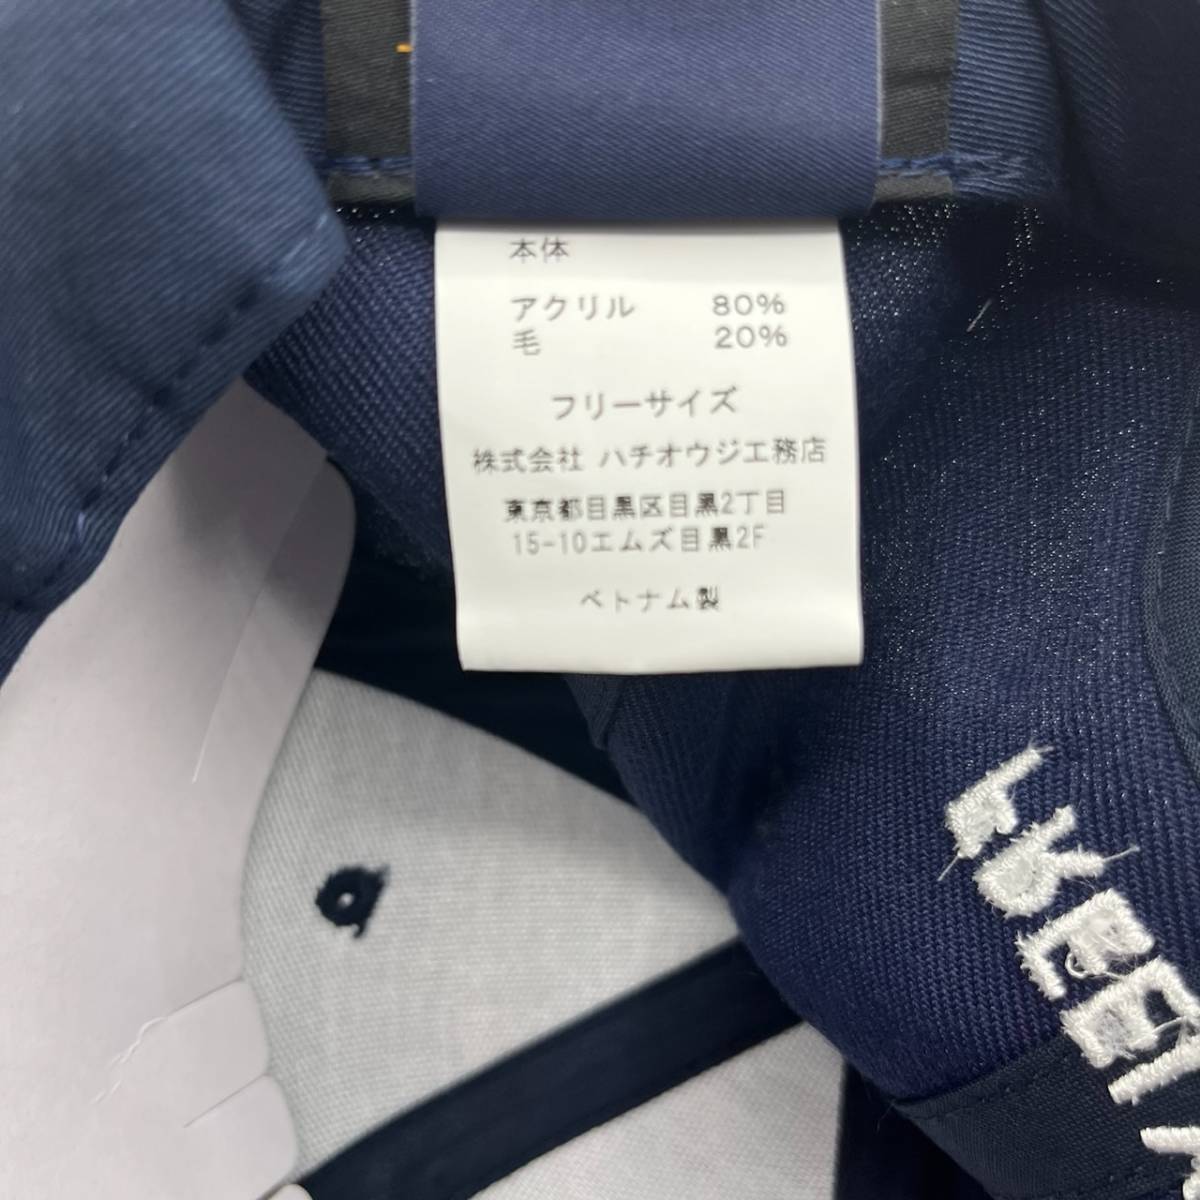 本体
アクリル 80%
毛 20%
フリーサイズ
株式会社 ハチオウジ工務店
東京都目黒区目黒2丁目
15-10エムズ目黒2F
ベトナム製